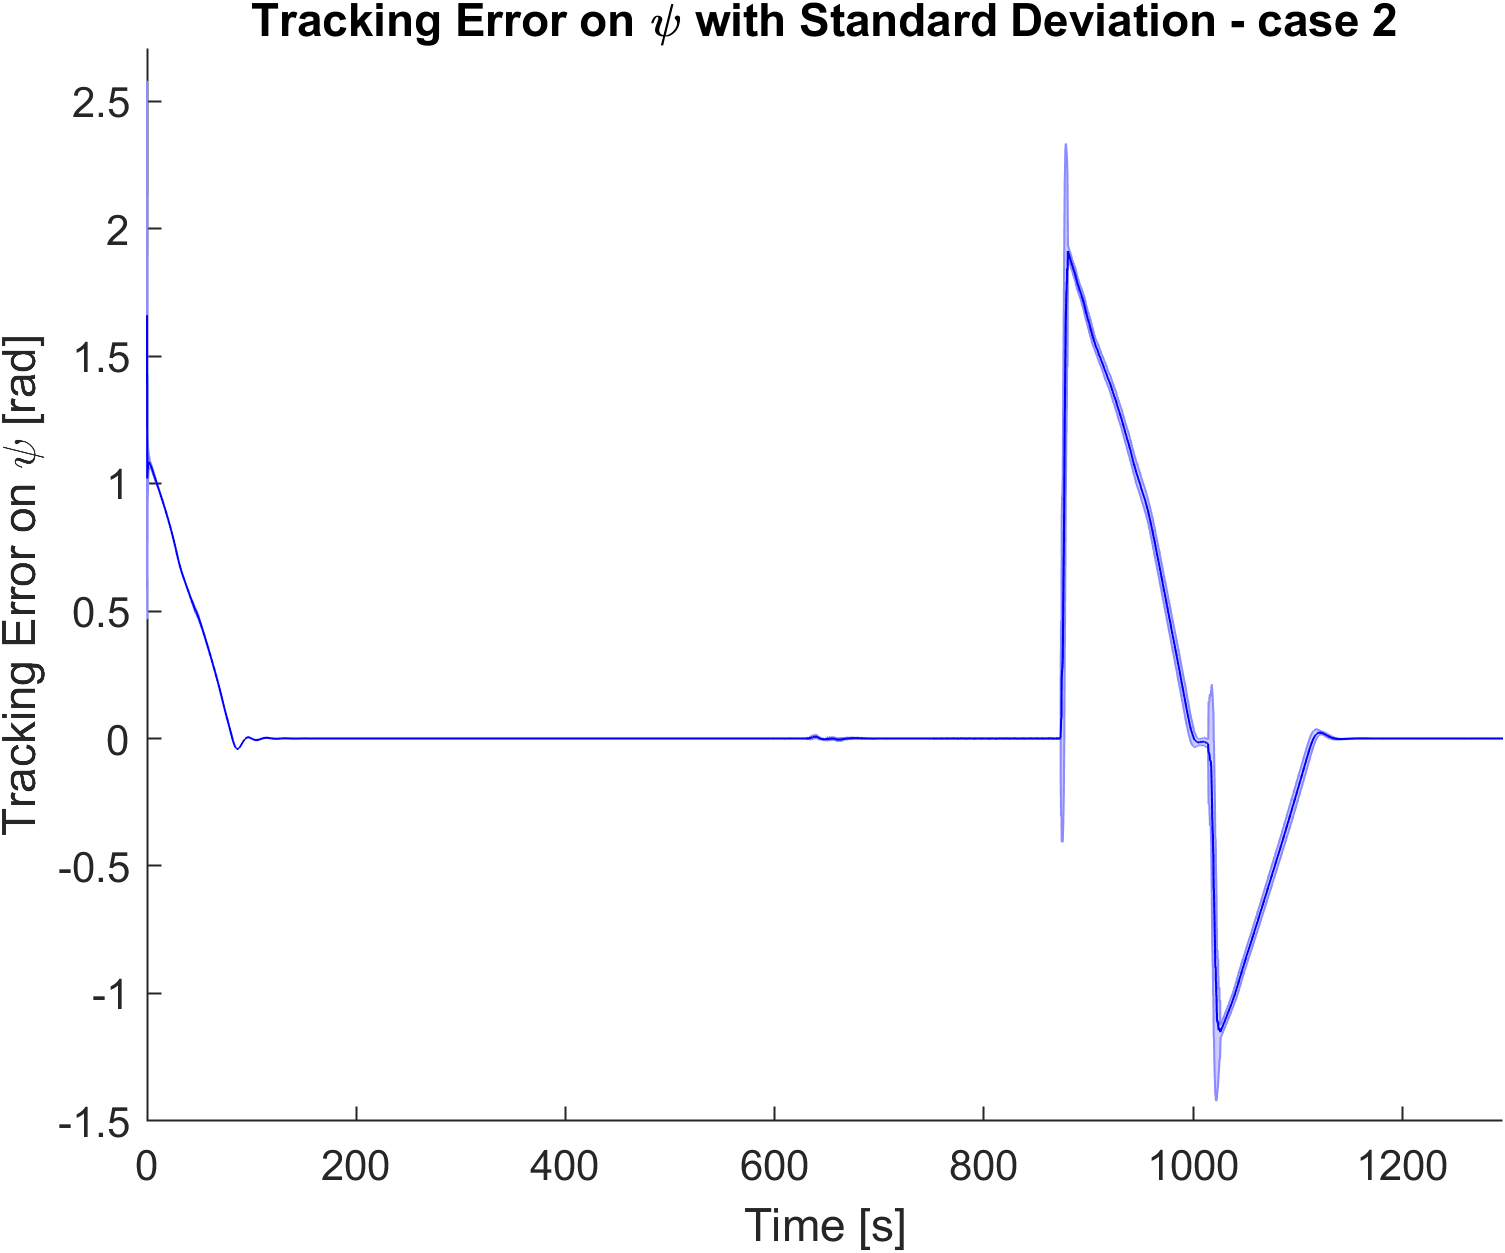 Tracking Error on ψ with Standard Deviation - case 2
Tracking Error on ψ [rad]
2.5
2
1.5
1
0.5
0
-0.5
-1
-1.5
0 200 400 600 800 1000 1200
Time [s]